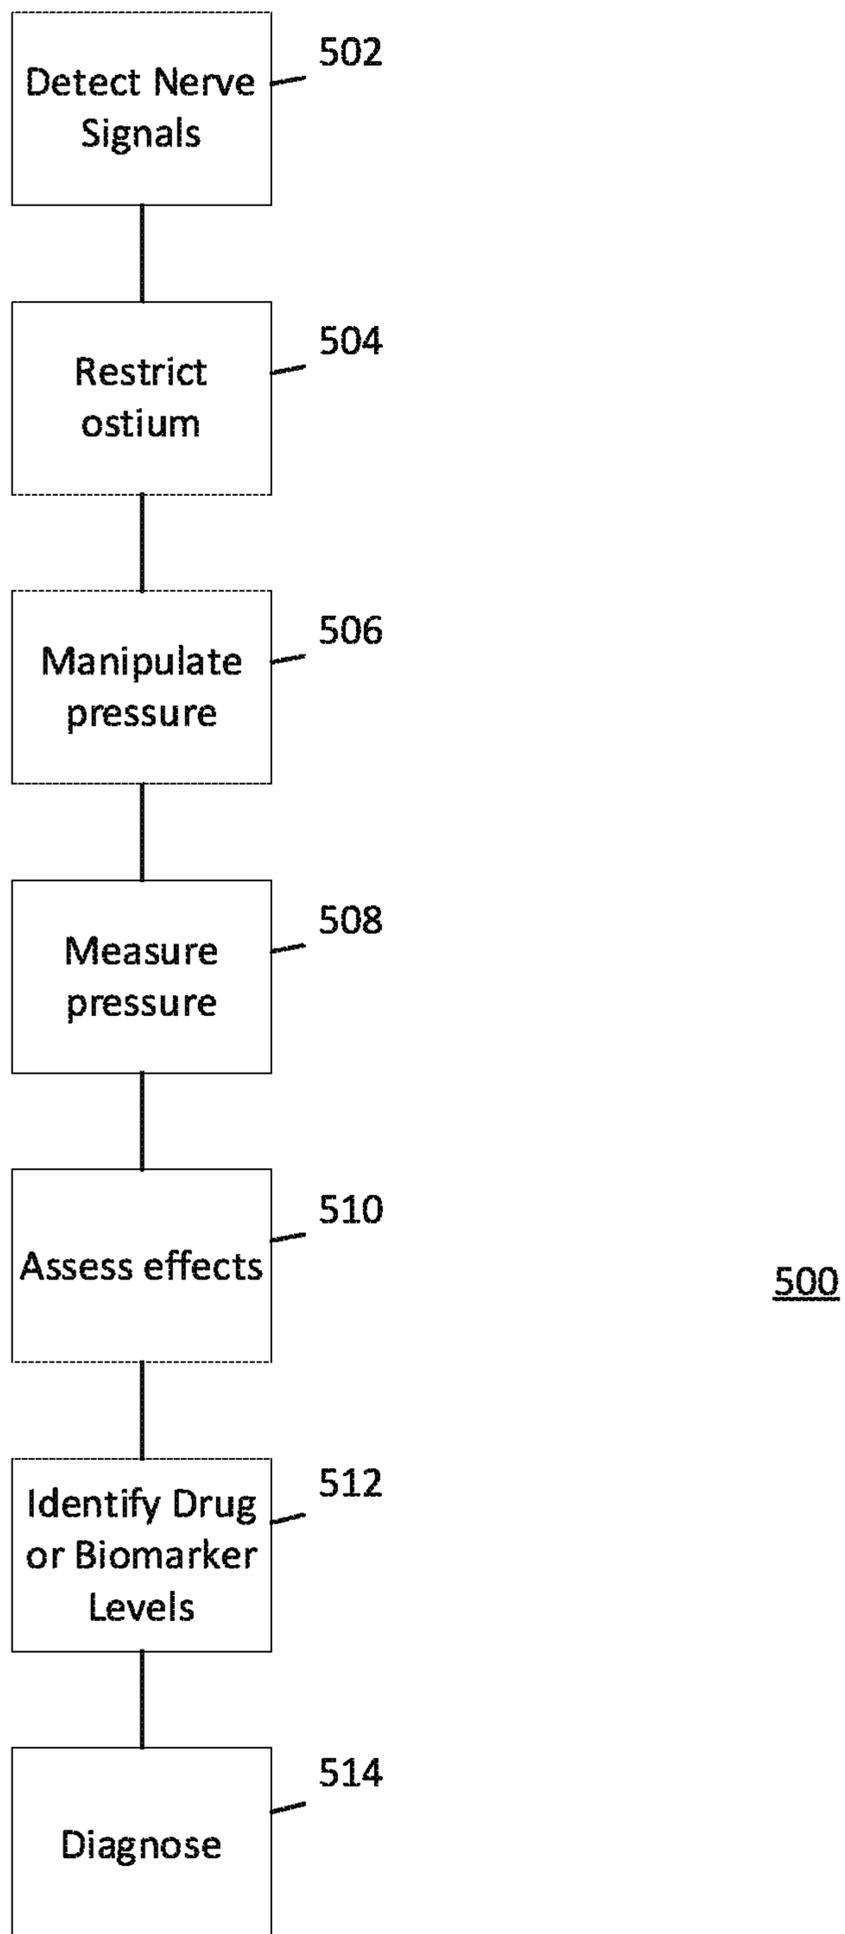 502
Detect Nerve
Signals
504
Restrict
ostium
506
Manipulate
pressure
508
Measure
pressure
510
Assess effects
500
512
Identify Drug
or Biomarker
Levels
514
Diagnose